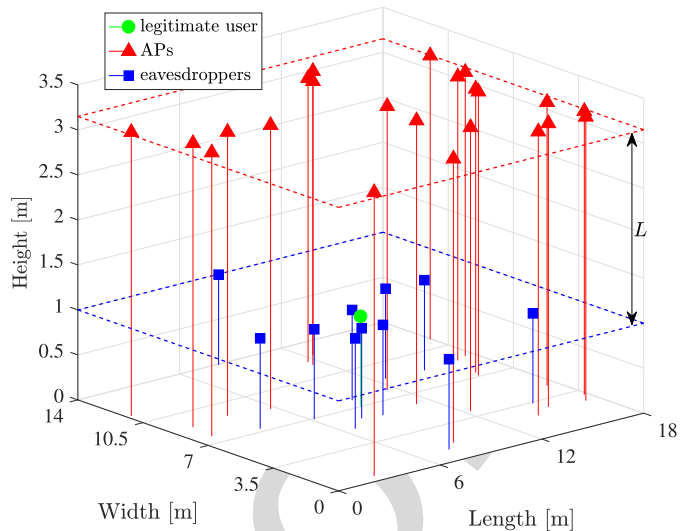 legitimate user
APs
eavesdroppers
3.5
3
2.5
2
1.5
1
0.5
0
Height [m]
L
14
10.5
7
3.5
0
Width [m]
0
6
12
18
Length [m]